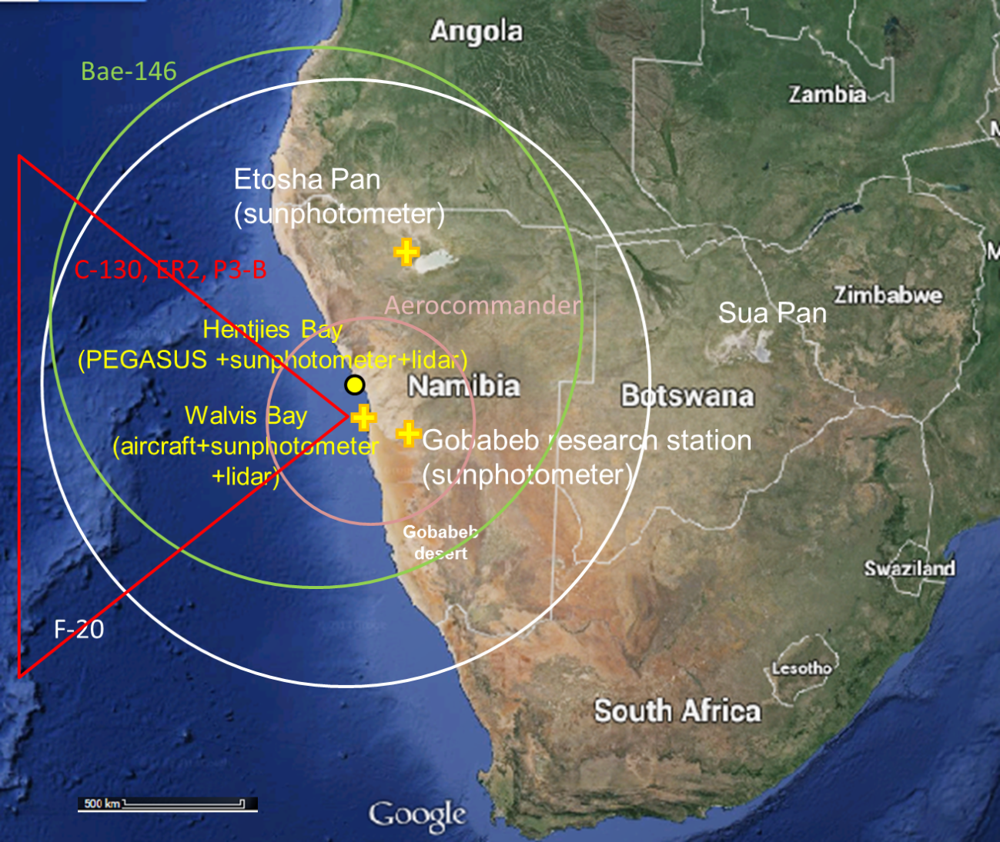 Angola
Bae-146
Zambia
Etosha Pan
(sunphotometer)
C-130, ER2, P3-B
Zimbabwe
Aerocommander
Sua Pan
Hentjies Bay
(PEGASUS +sunphotometer+lidar)
Namibia
Botswana
Walvis Bay
(aircraft+sunphotometer
+lidar)
Gobabeb research station
(sunphotometer)
Gobabeb
desert
Swaziland
F-20
Lesotho
South Africa
500 km
Google